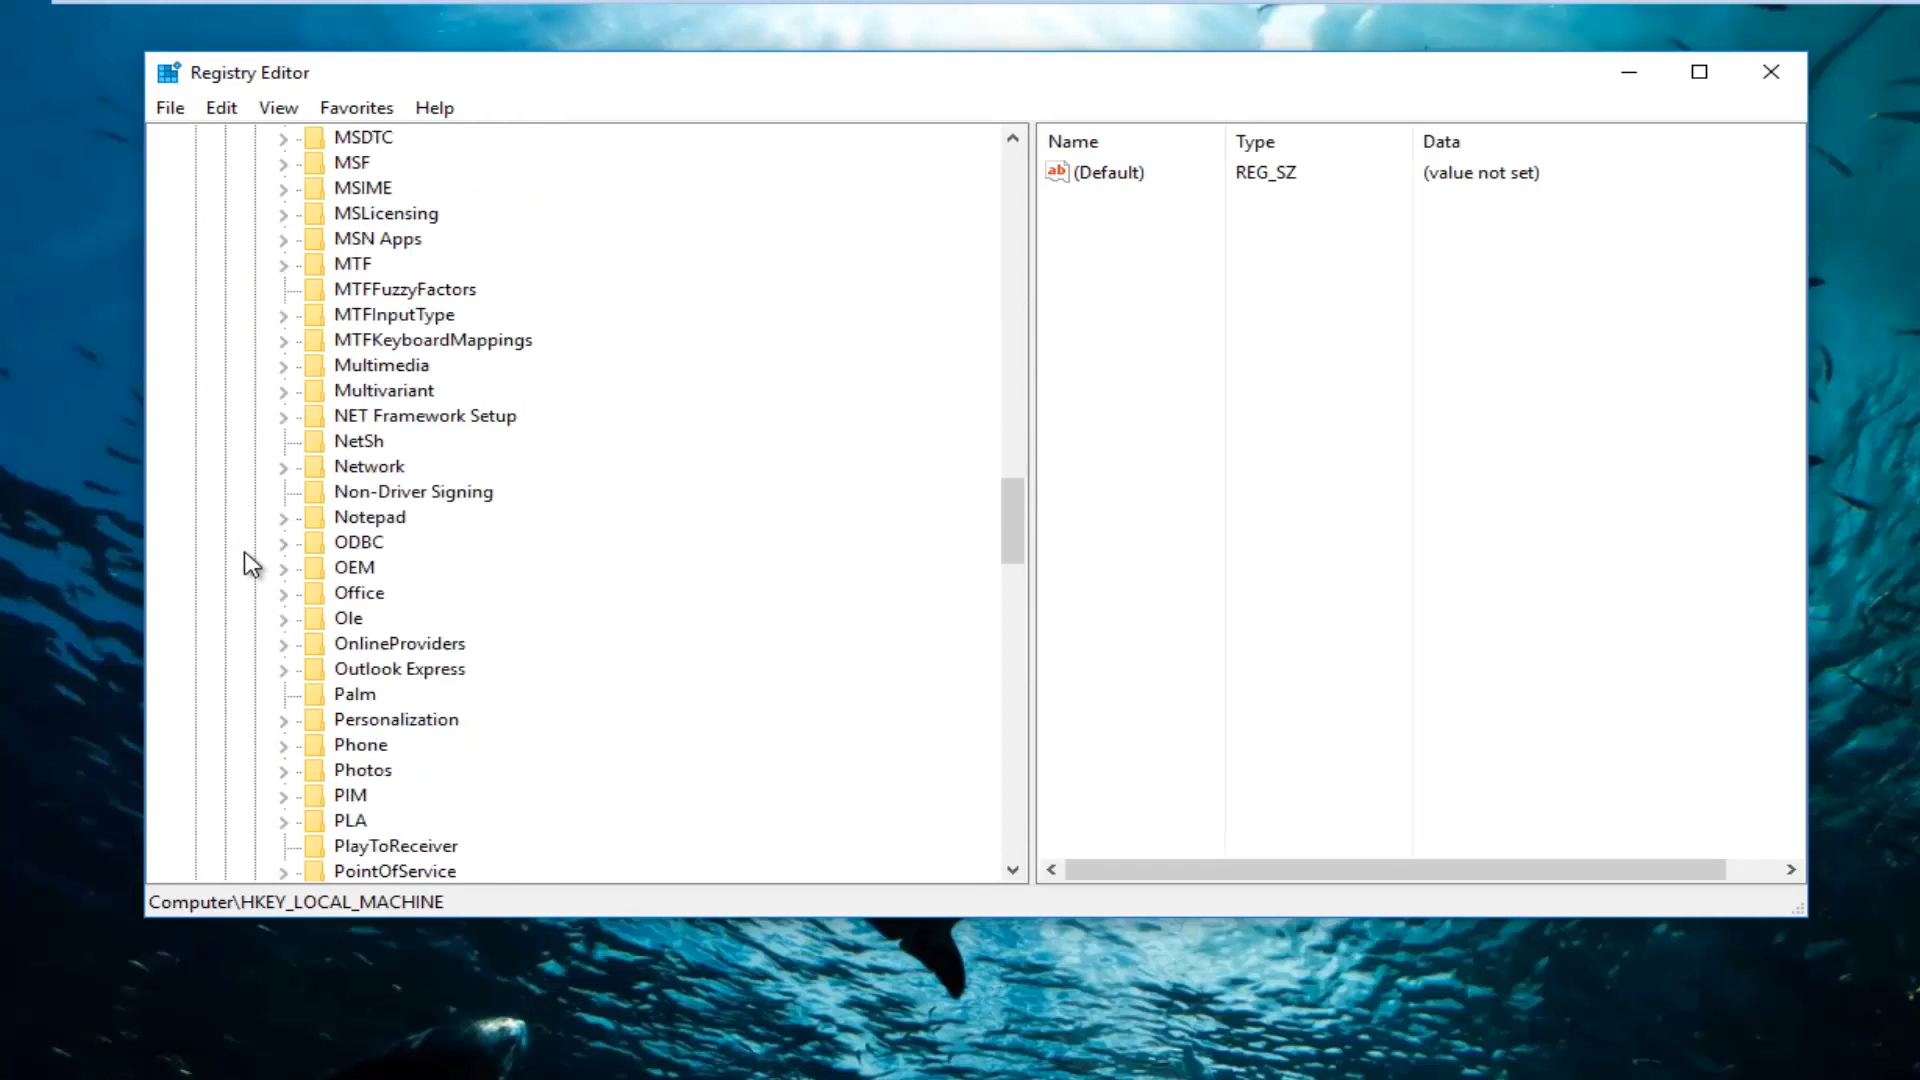 Registry Editor
File Edit View Favorites Help
MSDTC
MSF
MSIME
MSLicensing
MSN Apps
MTF
MTFFuzzyFactors
MTFInputType
MTFKeyboardMappings
Multimedia
Multivariant
NET Framework Setup
NetSh
Network
Non-Driver Signing
Notepad
ODBC
OEM
Office
Ole
OnlineProviders
Outlook Express
Palm
Personalization
Phone
Photos
PIM
PLA
PlayToReceiver
PointOfService
Name Type Data
ab (Default) REG_SZ (value not set)
Computer\HKEY_LOCAL_MACHINE